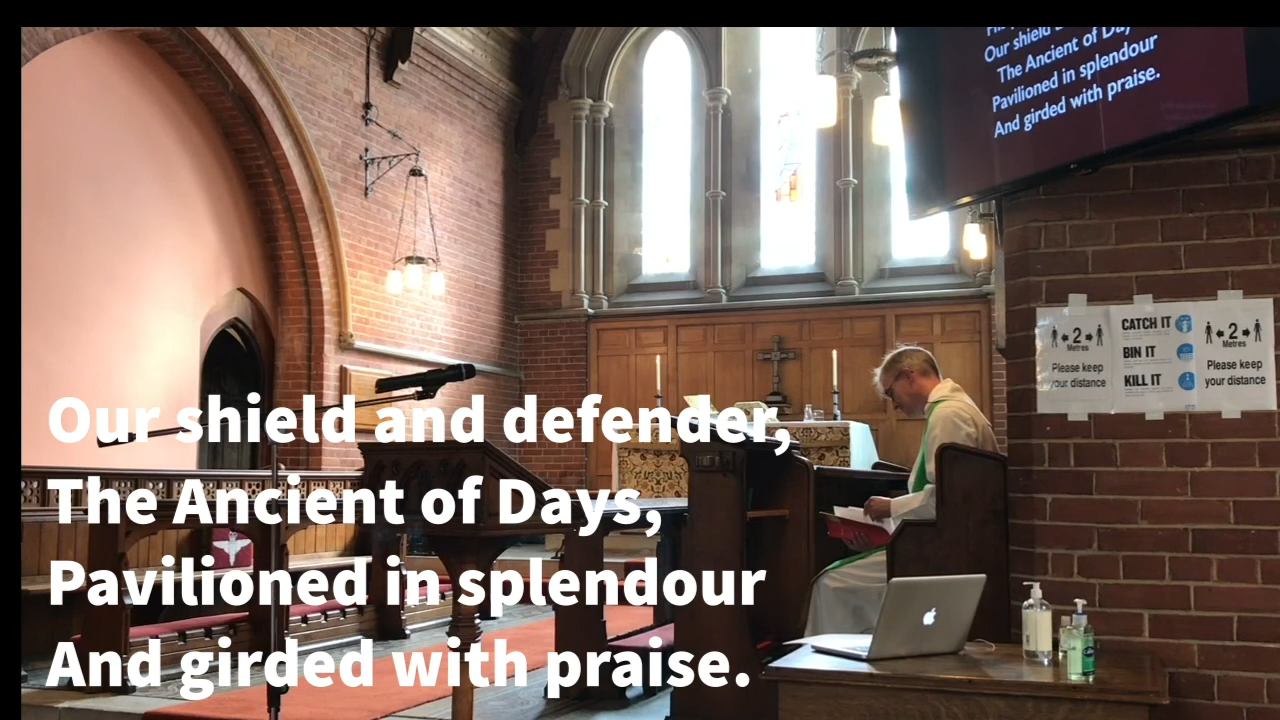 Our shield
The Ancient of Day
Pavilioned in splendour
And girded with praise.
2
Metres
Please keep
your distance
CATCH IT
BIN IT
KILL IT
2
Metres
Please keep
your distance
Our shield and defender,
The Ancient of Days,
Pavilioned in splendour
And girded with praise.